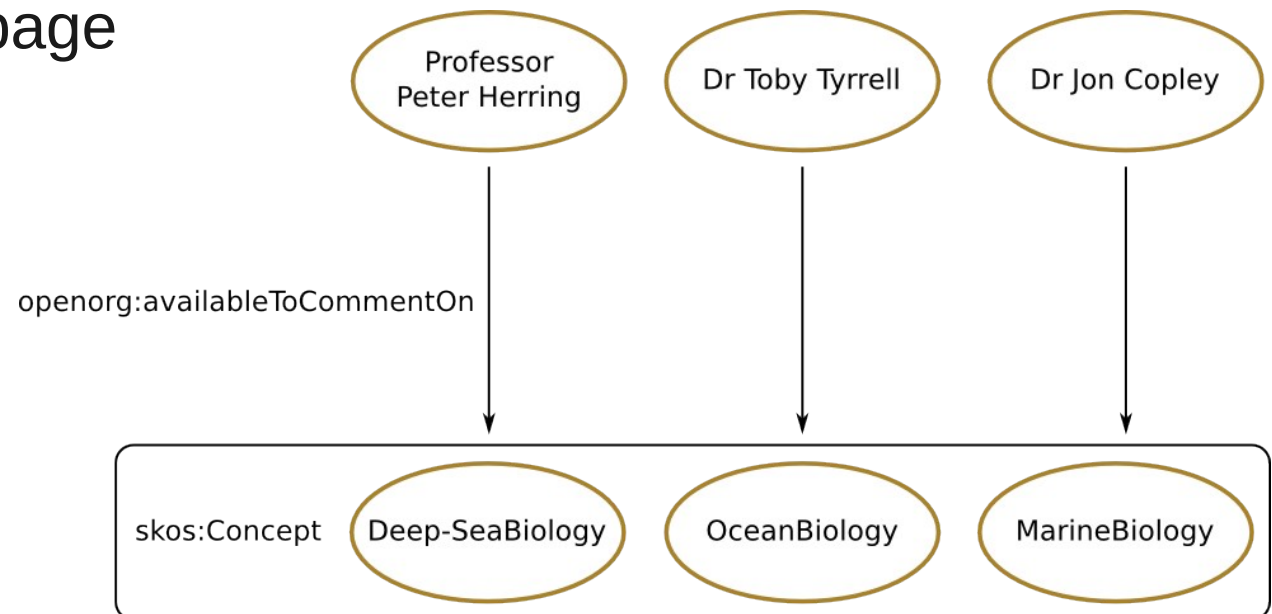 page
Professor
Peter Herring
Dr Toby Tyrrell
Dr Jon Copley
openorg:availableToCommentOn
skos:Concept
Deep-SeaBiology
OceanBiology
MarineBiology